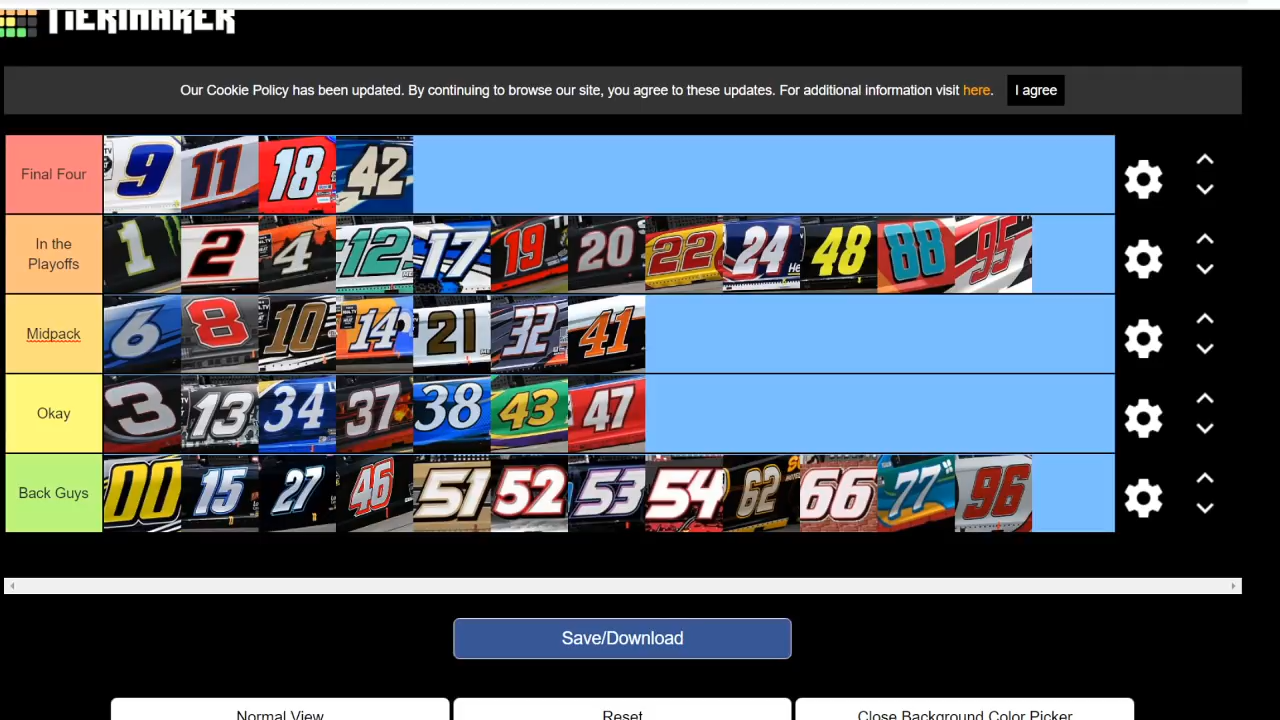 TIERMAKER
Our Cookie Policy has been updated. By continuing to browse our site, you agree to these updates. For additional information visit here. I agree
Final Four 9 11 18 42
In the
Playoffs
1 2 4 12 17 19 20 22 24 48 88 95
Midpack 6 8 10 14 21 32 41
Okay 3 13 34 37 38 43 47
Back Guys 00 15 27 46 51 52 53 54 62 66 77 96
Save/Download
Normal View Reset Close Background Color Picker